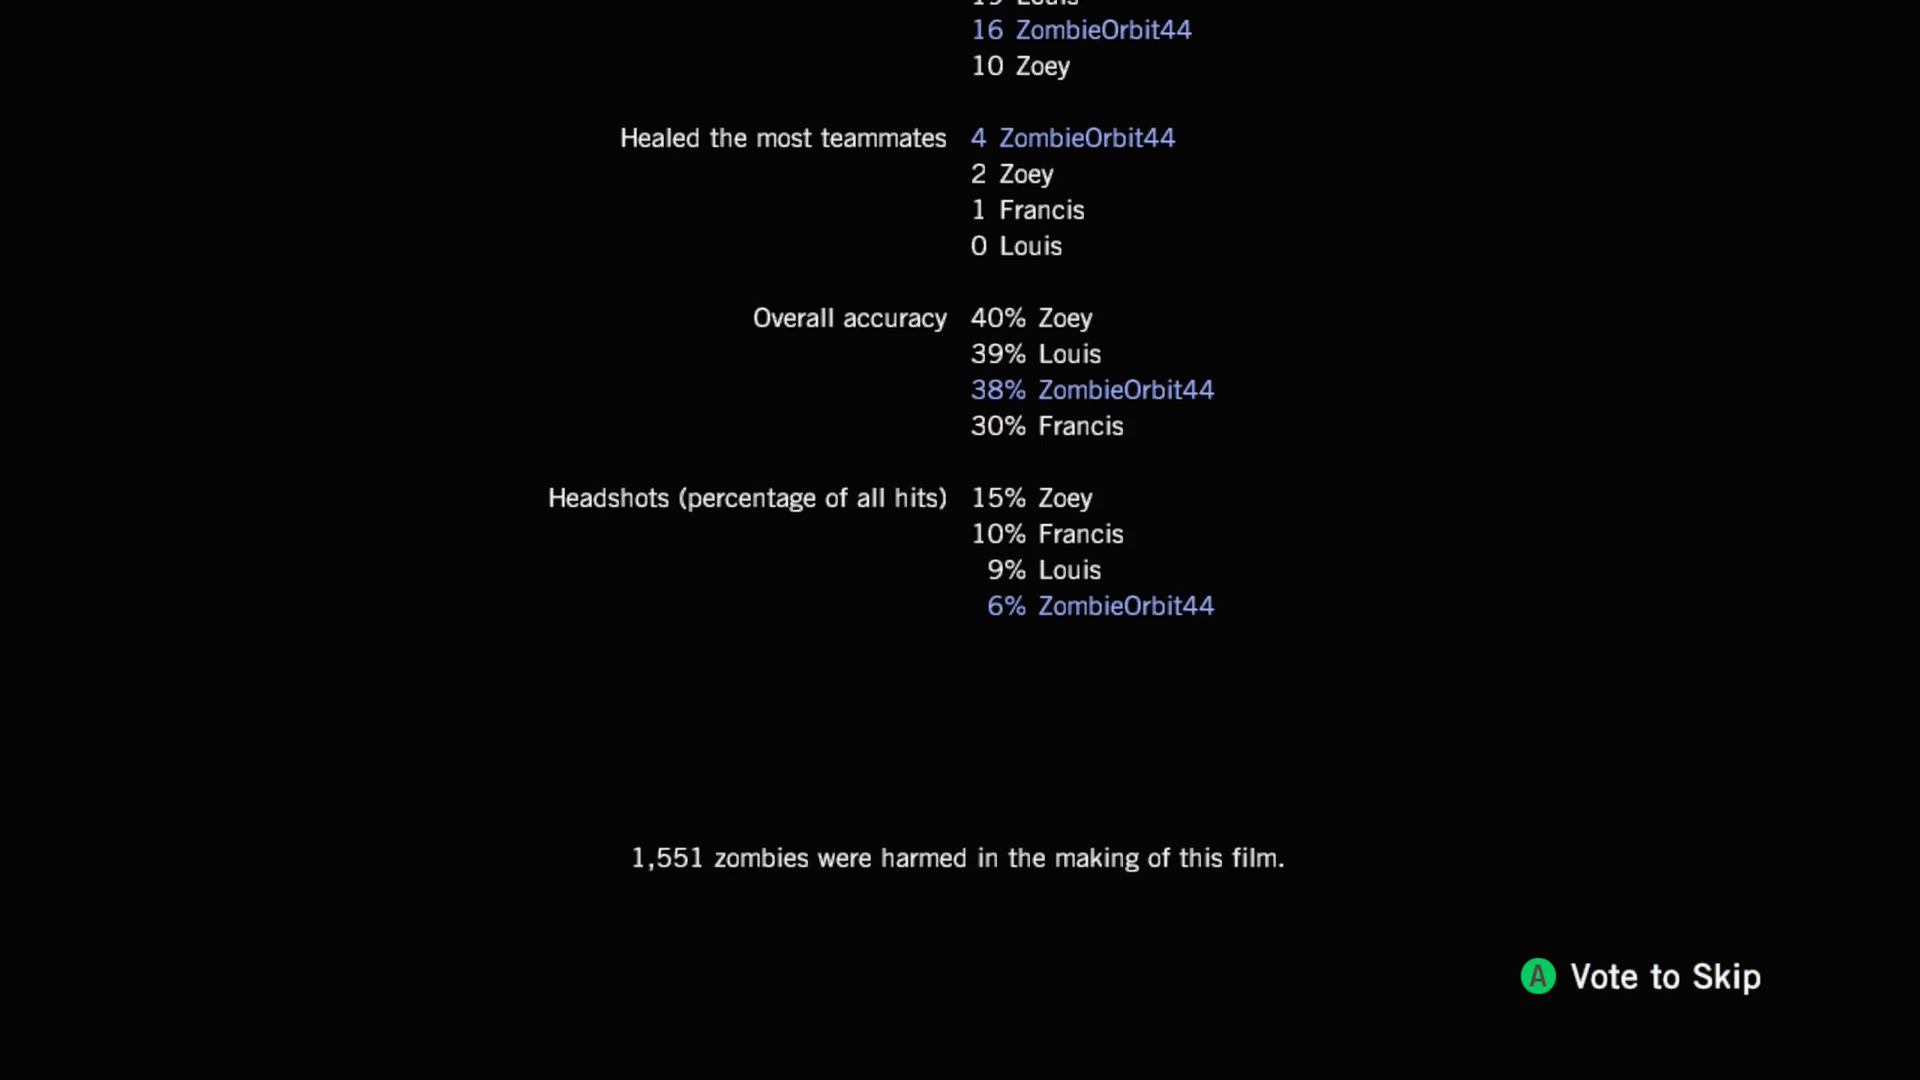 19 Louis
16 ZombieOrbit44
10 Zoey
Healed the most teammates 4 ZombieOrbit44
2 Zoey
1 Francis
0 Louis
Overall accuracy 40% Zoey
39% Louis
38% ZombieOrbit44
30% Francis
Headshots (percentage of all hits) 15% Zoey
10% Francis
9% Louis
6% ZombieOrbit44
1,551 zombies were harmed in the making of this film.
A Vote to Skip